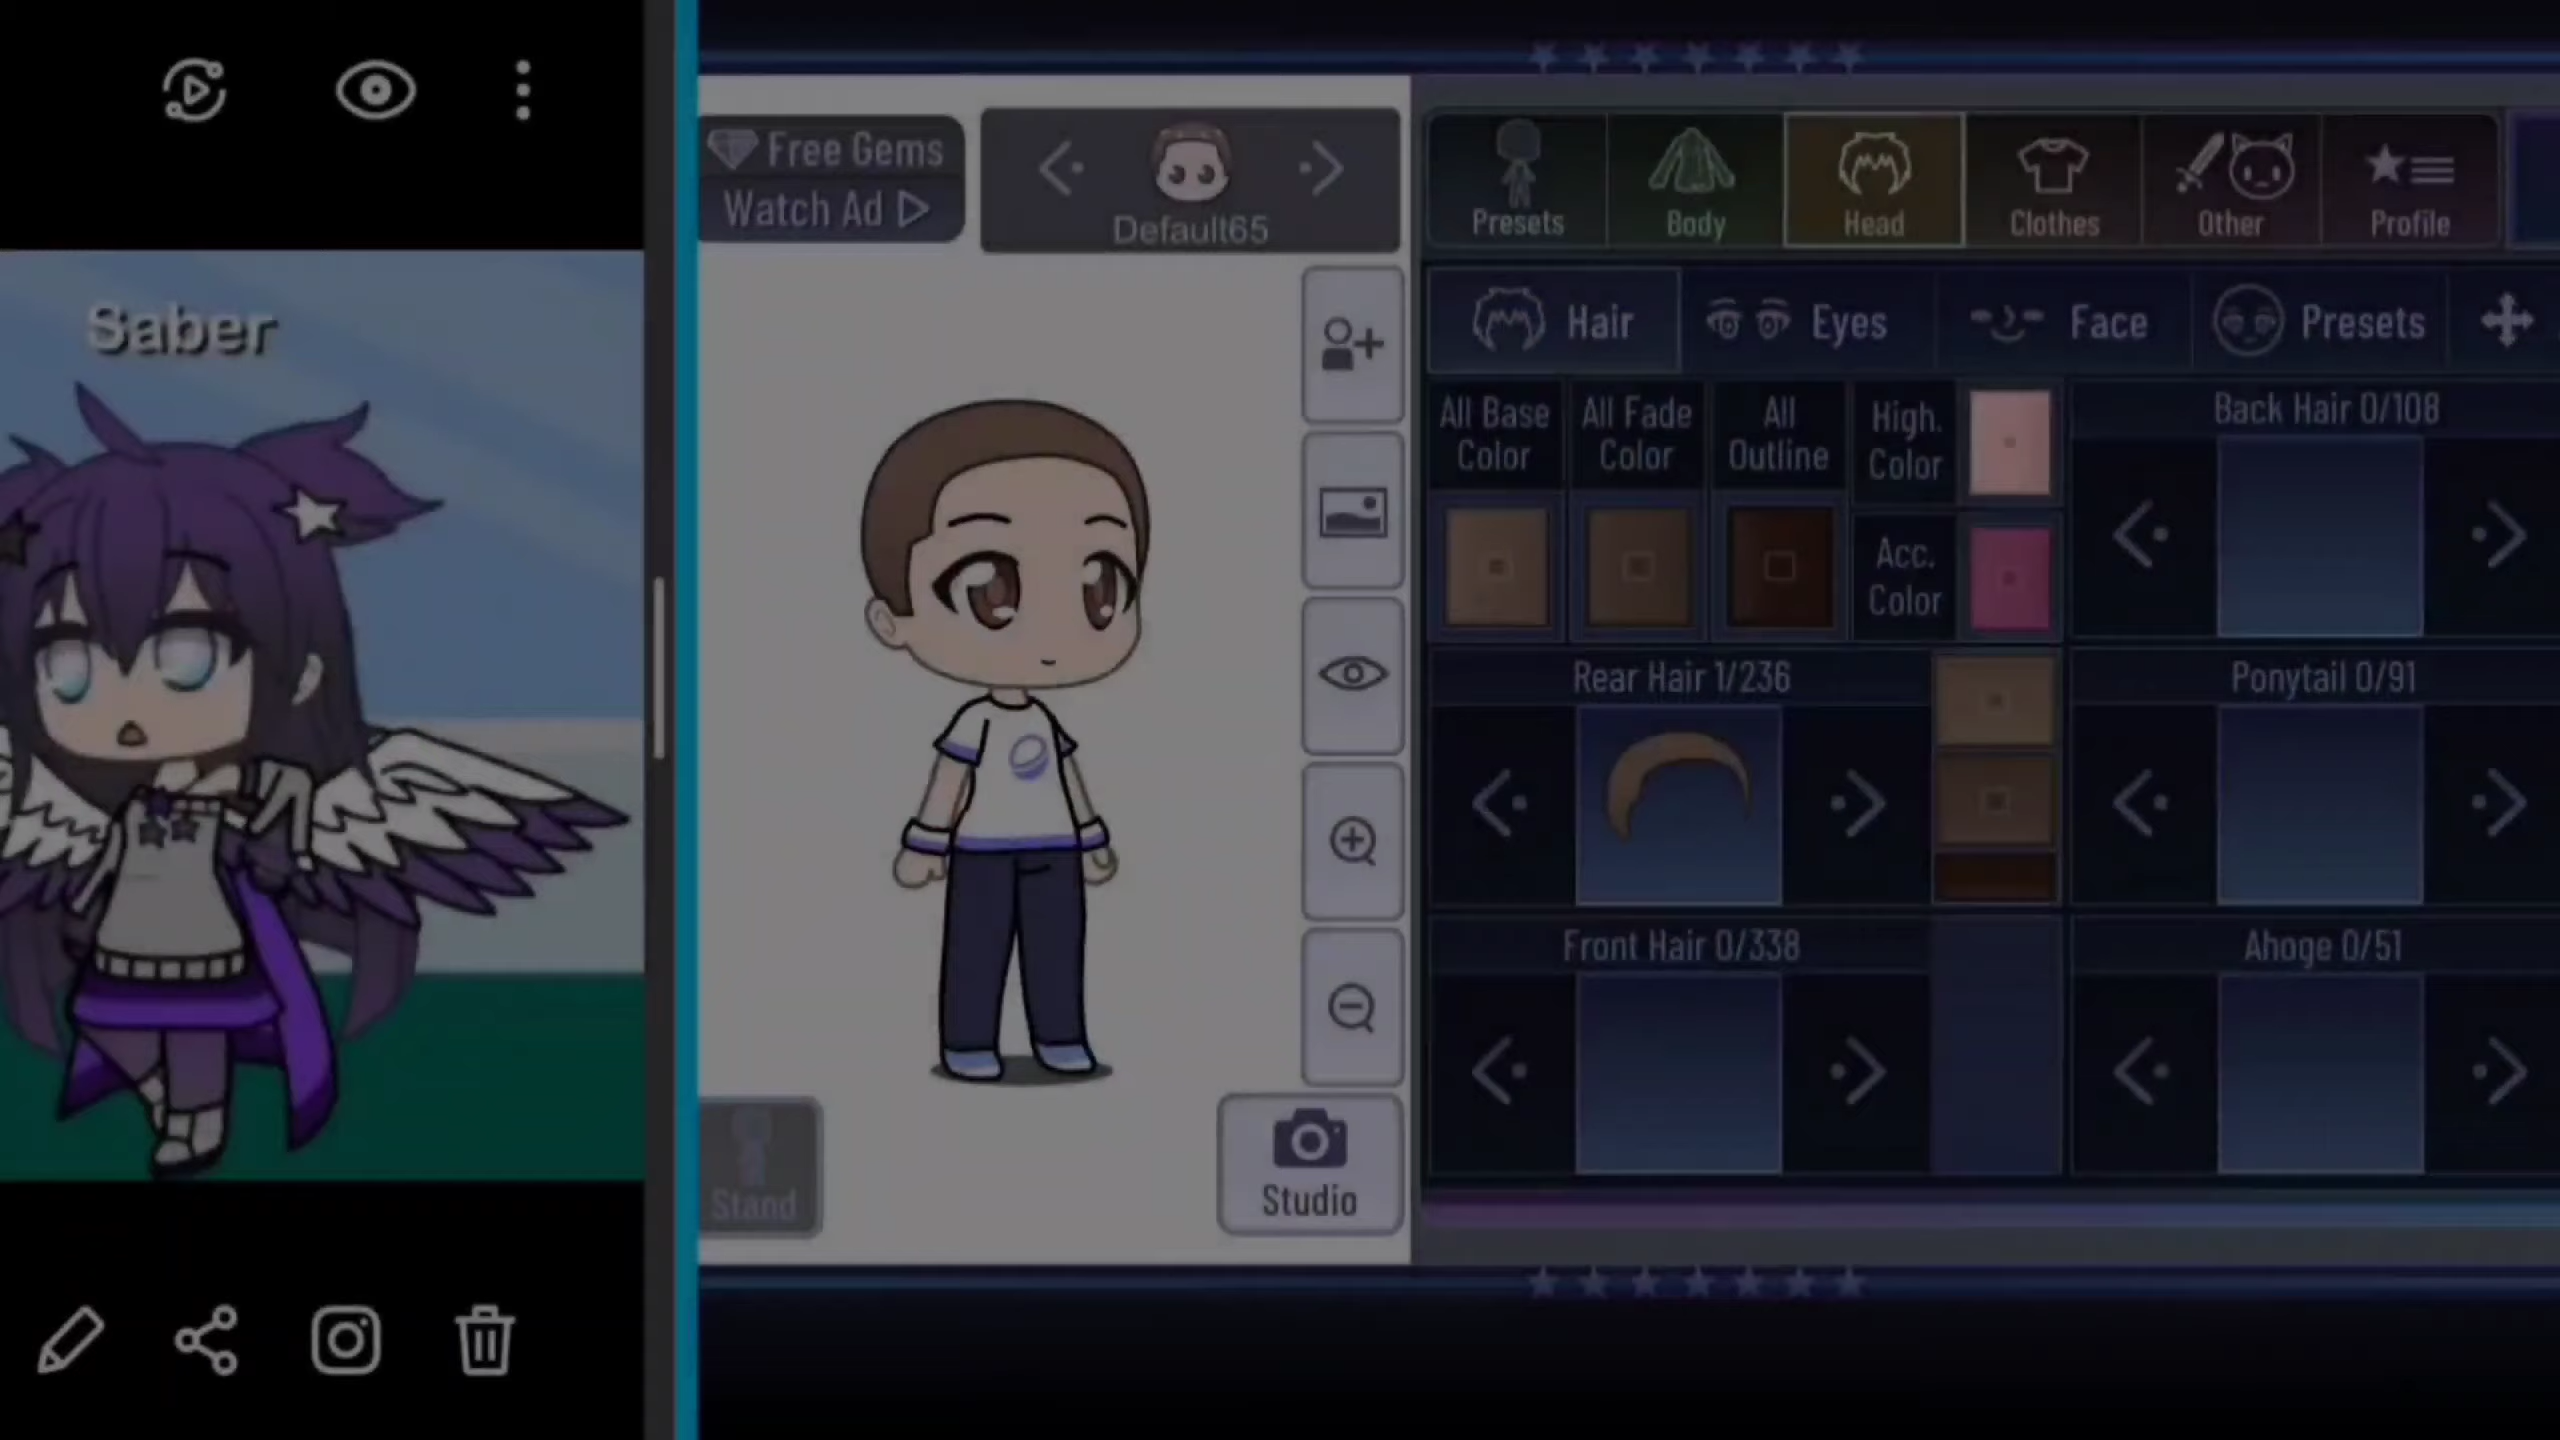 Saber
Free Gems
Watch Ad
Default65
Stand
Studio
Presets
Body
Head
Clothes
Other
Profile
Hair
Eyes
Face
Presets
All Base
Color
All Fade
Color
All
Outline
High.
Color
Acc.
Color
Back Hair 0/108
Rear Hair 1/236
Ponytail 0/91
Front Hair 0/338
Ahoge 0/51